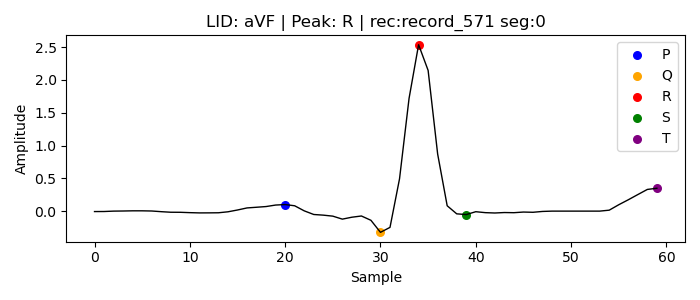 LID: aVF | Peak: R | rec:record_571 seg:0
Amplitude
2.5
2.0
1.5
1.0
0.5
0.0
P
Q
R
S
T
0 10 20 30 40 50 60
Sample